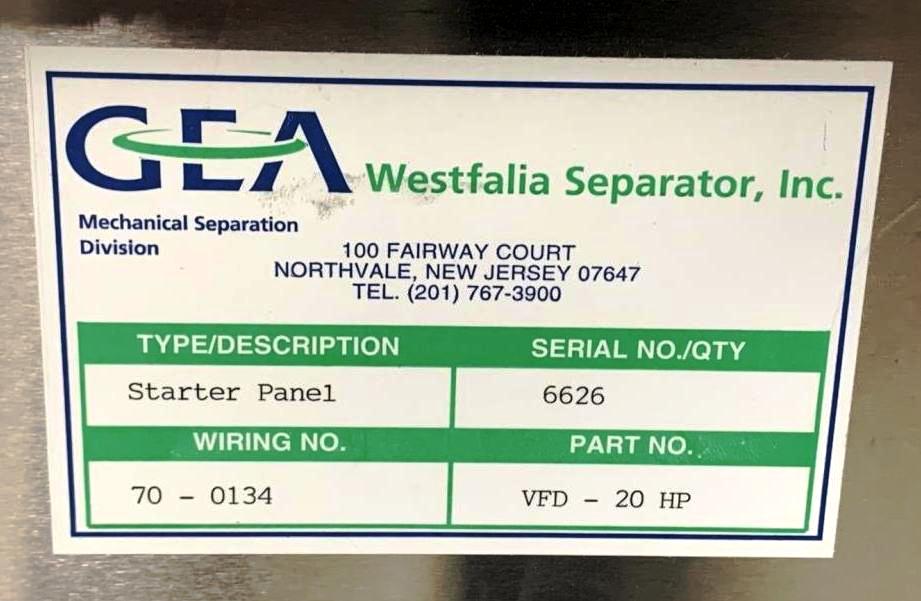 GEA Westfalia Separator, Inc.
Mechanical Separation
Division
100 FAIRWAY COURT
NORTHVALE, NEW JERSEY 07647
TEL. (201) 767-3900
TYPE/DESCRIPTION SERIAL NO./QTY
Starter Panel 6626
WIRING NO. PART NO.
70 - 0134 VFD - 20 HP